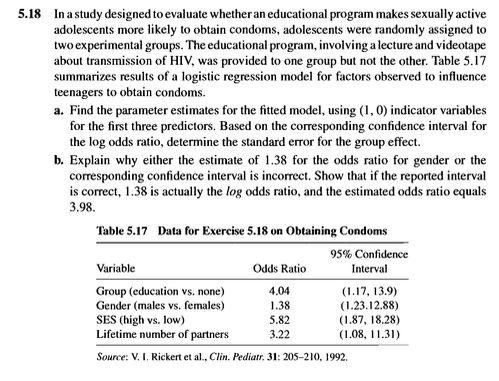 5.18 In a study designed to evaluate whether an educational program makes sexually active
adolescents more likely to obtain condoms, adolescents were randomly assigned to
two experimental groups. The educational program, involving a lecture and videotape
about transmission of HIV, was provided to one group but not the other. Table 5.17
summarizes results of a logistic regression model for factors observed to influence
teenagers to obtain condoms.
a. Find the parameter estimates for the fitted model, using (1, 0) indicator variables
for the first three predictors. Based on the corresponding confidence interval for
the log odds ratio, determine the standard error for the group effect.
b. Explain why either the estimate of 1.38 for the odds ratio for gender or the
corresponding confidence interval is incorrect. Show that if the reported interval
is correct, 1.38 is actually the log odds ratio, and the estimated odds ratio equals
3.98.
Table 5.17 Data for Exercise 5.18 on Obtaining Condoms
95% Confidence
Variable Odds Ratio Interval
Group (education vs. none) 4.04 (1.17, 13.9)
Gender (males vs. females) 1.38 (1.23.12.88)
SES (high vs. low) 5.82 (1.87, 18.28)
Lifetime number of partners 3.22 (1.08, 11.31)
Source: V. I. Rickert et al., Clin. Pediatr. 31: 205–210, 1992.